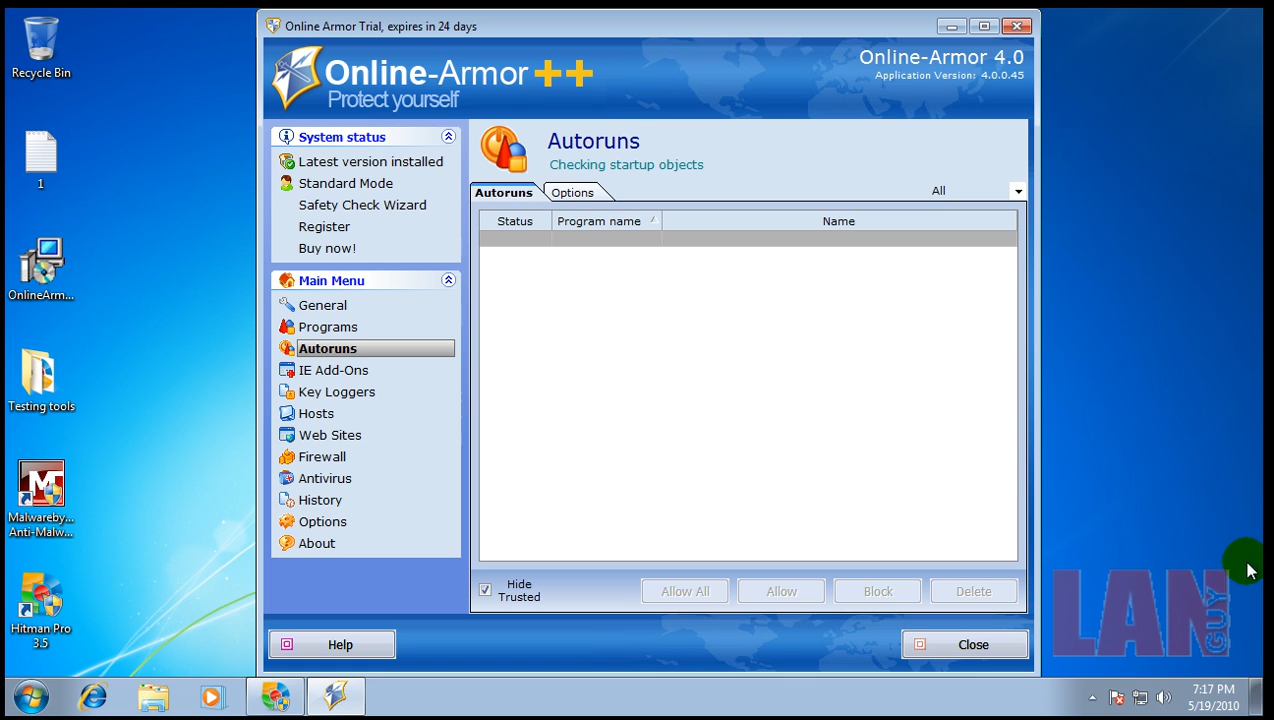 Recycle Bin
1
OnlineArm...
Testing tools
Malwareby...
Anti-Malw...
Hitman Pro
3.5
Online Armor Trial, expires in 24 days
Online-Armor ++
Protect yourself
Online-Armor 4.0
Application Version: 4.0.0.45
System status
Latest version installed
Standard Mode
Safety Check Wizard
Register
Buy now!
Main Menu
General
Programs
Autoruns
IE Add-Ons
Key Loggers
Hosts
Web Sites
Firewall
Antivirus
History
Options
About
Autoruns
Checking startup objects
Autoruns Options All
Status Program name Name
Hide
Trusted
Allow All Allow Block Delete
Help Close
LAN GUY
7:17 PM
5/19/2010